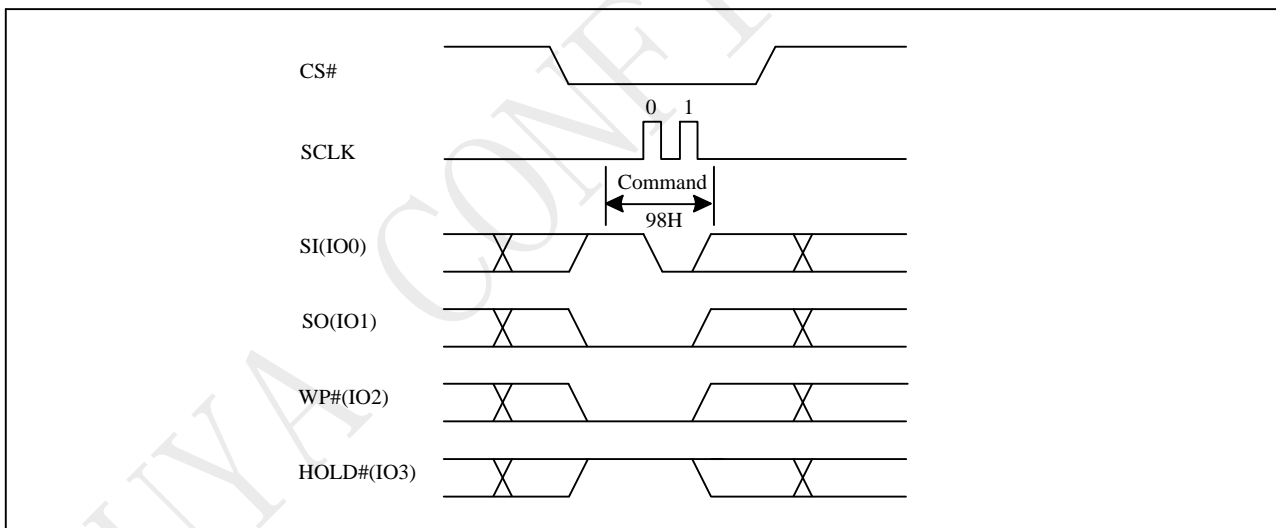 CS#
0 1
SCLK
Command
98H
SI(IO0)
SO(IO1)
WP#(IO2)
HOLD#(IO3)